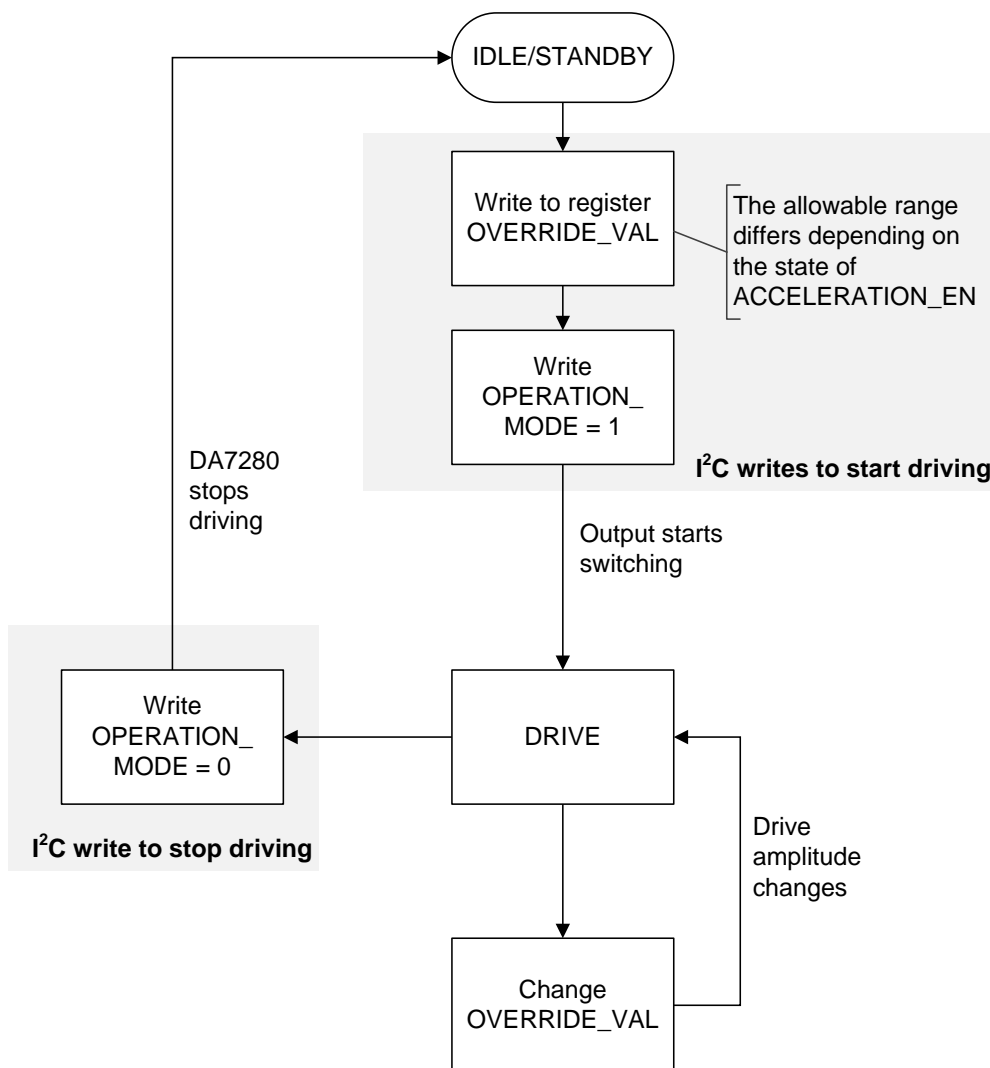 IDLE/STANDBY
Write to register
OVERRIDE_VAL
The allowable range
differs depending on
the state of
ACCELERATION_EN
Write
OPERATION_
MODE = 1
I²C writes to start driving
DA7280
stops
driving
Output starts
switching
Write
OPERATION_
MODE = 0
I²C write to stop driving
DRIVE
Drive
amplitude
changes
Change
OVERRIDE_VAL